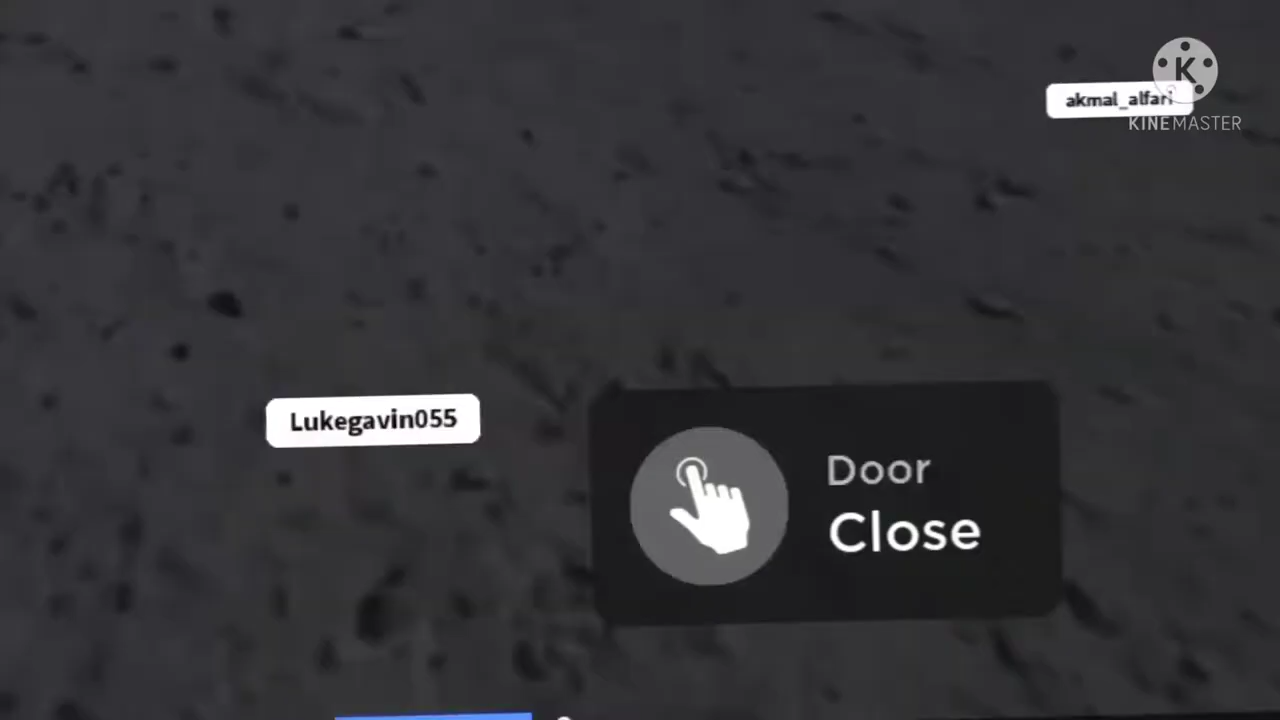 akmal_alfari
KINEMASTER
Lukegavin055
Door
Close